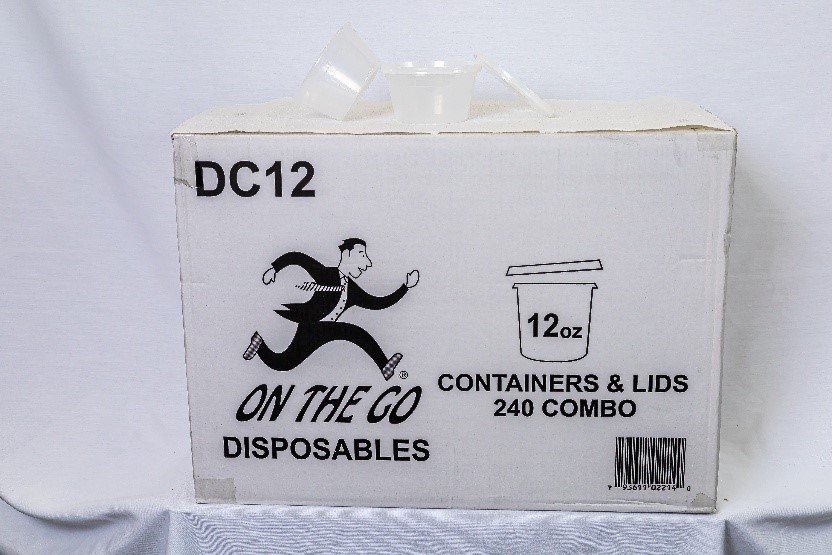 DC12
12oz
ON THE GO®
DISPOSABLES
CONTAINERS & LIDS
240 COMBO